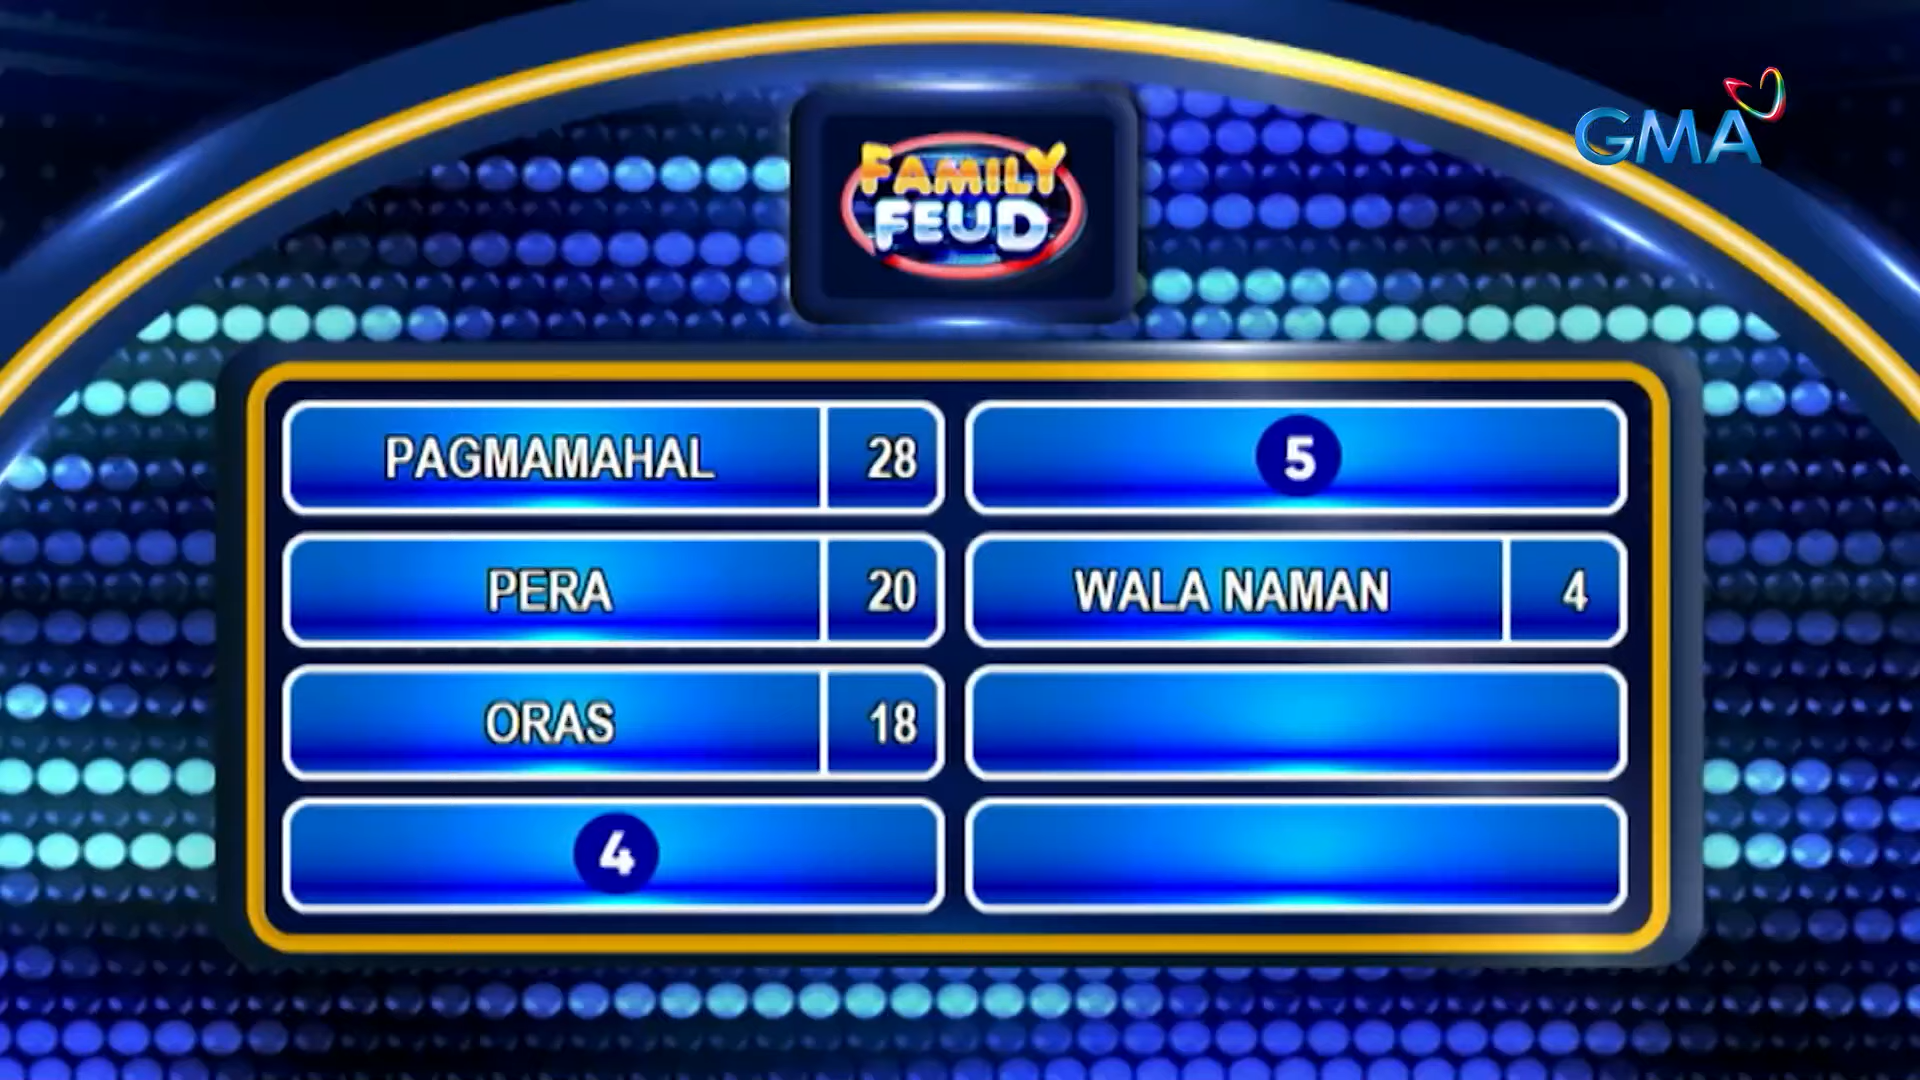 GMA
FAMILY
FEUD
PAGMAMAHAL 28
PERA 20
ORAS 18
4
5
WALA NAMAN 4